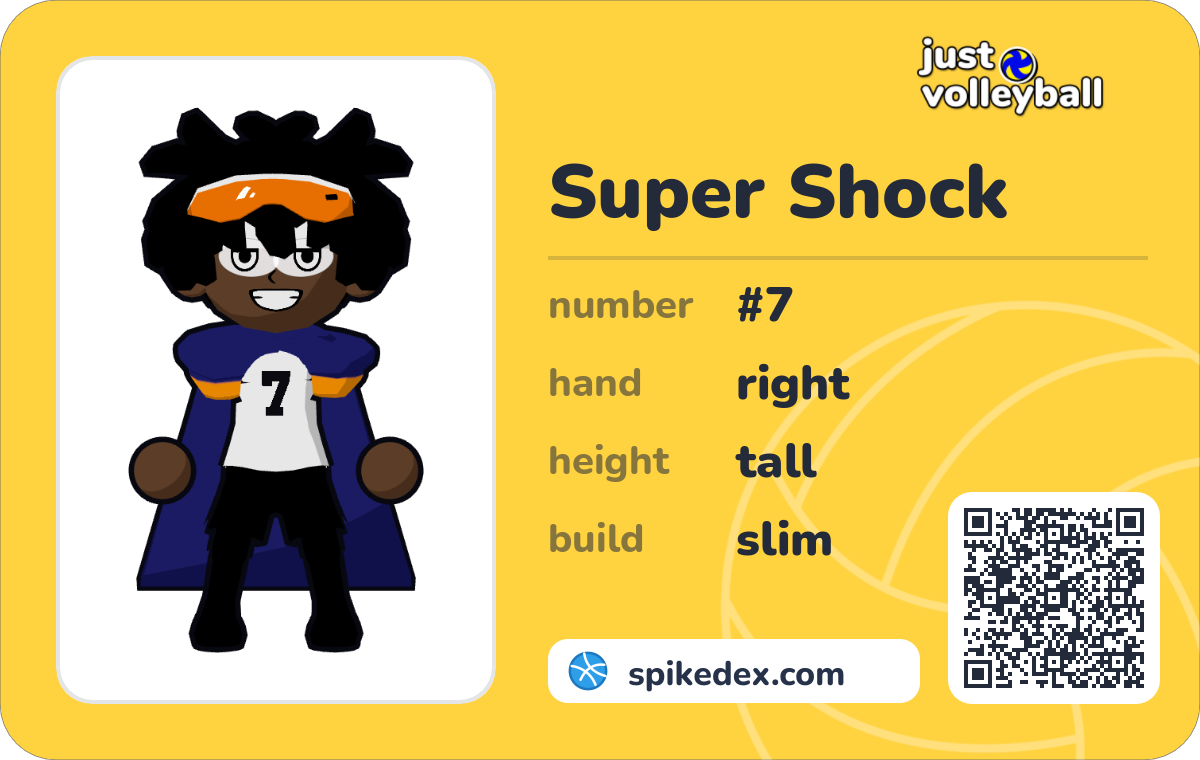 just
volleyball
Super Shock
number #7
hand right
height tall
build slim
7
spikedex.com